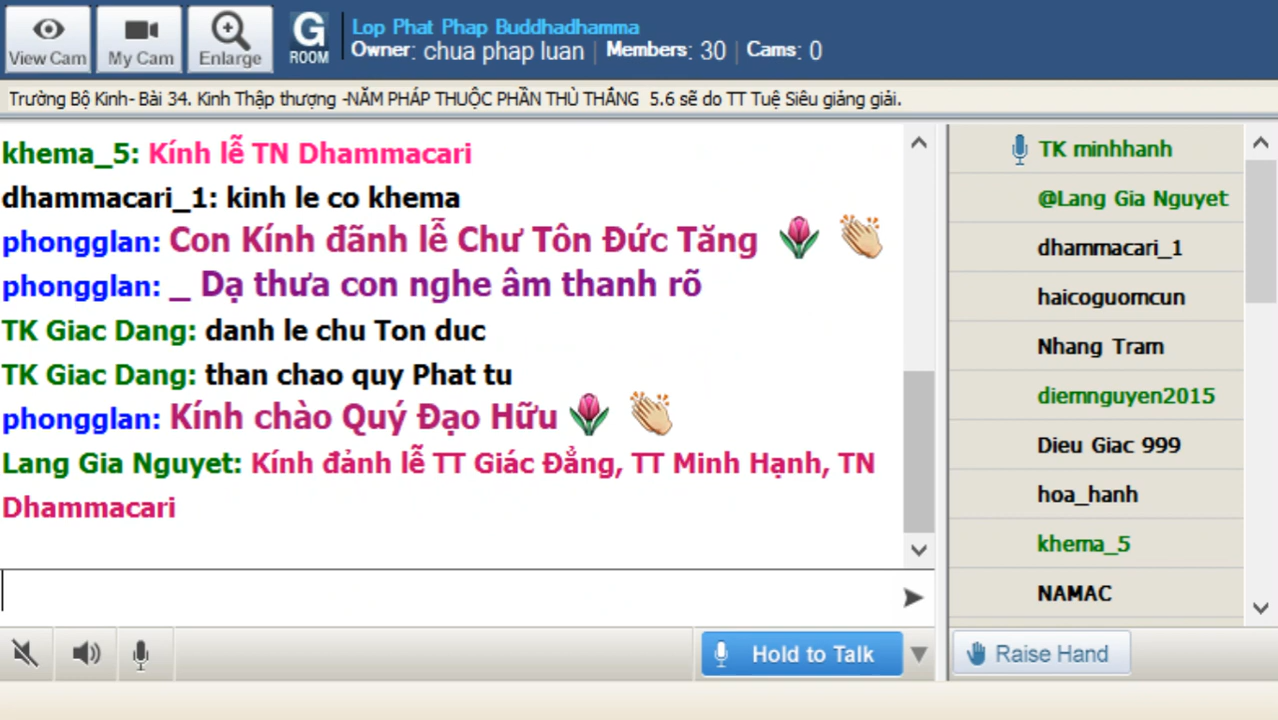 View Cam
My Cam
Enlarge
G
ROOM
Lop Phat Phap Buddhadhamma
Owner: chua phap luan | Members: 30 | Cams: 0
Trường Bộ Kinh- Bài 34. Kinh Thập thượng -NĂM PHÁP THUỘC PHẦN THÙ THẮNG 5.6 sẽ do TT Tuệ Siêu giảng giải.
khema_5: Kính lễ TN Dhammacari
dhammacari_1: kinh le co khema
phongglan: Con Kính đãnh lễ Chư Tôn Đức Tăng
phongglan: _ Dạ thưa con nghe âm thanh rõ
TK Giac Dang: danh le chu Ton duc
TK Giac Dang: than chao quy Phat tu
phongglan: Kính chào Quý Đạo Hữu
Lang Gia Nguyet: Kính đảnh lễ TT Giác Đẳng, TT Minh Hạnh, TN
Dhammacari
TK minhhanh
@Lang Gia Nguyet
dhammacari_1
haicoguomcun
Nhang Tram
diemnguyen2015
Dieu Giac 999
hoa_hanh
khema_5
NAMAC
Hold to Talk
Raise Hand